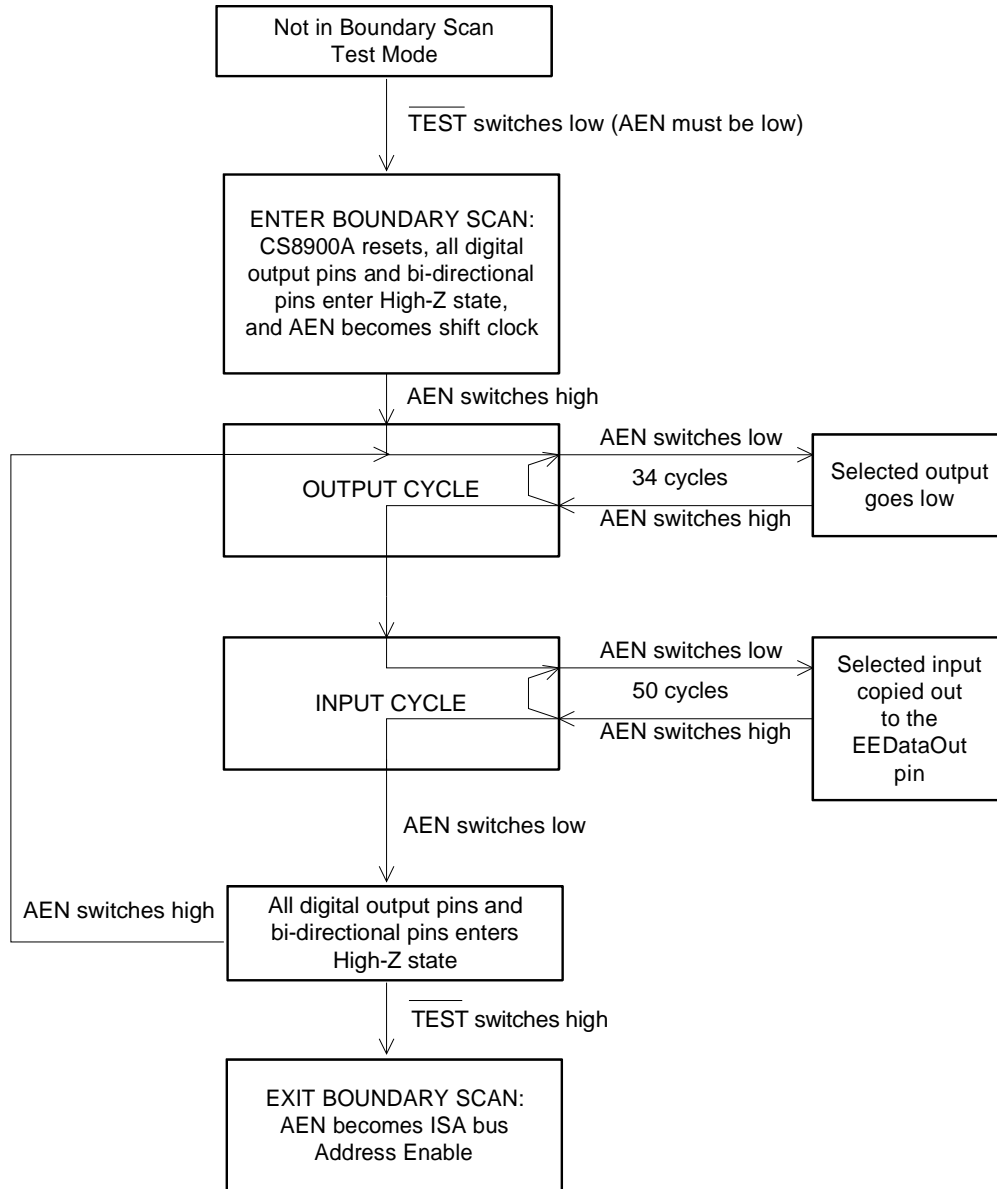 Not in Boundary Scan
Test Mode
TEST switches low (AEN must be low)
ENTER BOUNDARY SCAN:
CS8900A resets, all digital
output pins and bi-directional
pins enter High-Z state,
and AEN becomes shift clock
AEN switches high
OUTPUT CYCLE
AEN switches low
34 cycles
AEN switches high
Selected output
goes low
INPUT CYCLE
AEN switches low
50 cycles
AEN switches high
Selected input
copied out
to the
EEDataOut
pin
AEN switches low
AEN switches high
All digital output pins and
bi-directional pins enters
High-Z state
TEST switches high
EXIT BOUNDARY SCAN:
AEN becomes ISA bus
Address Enable